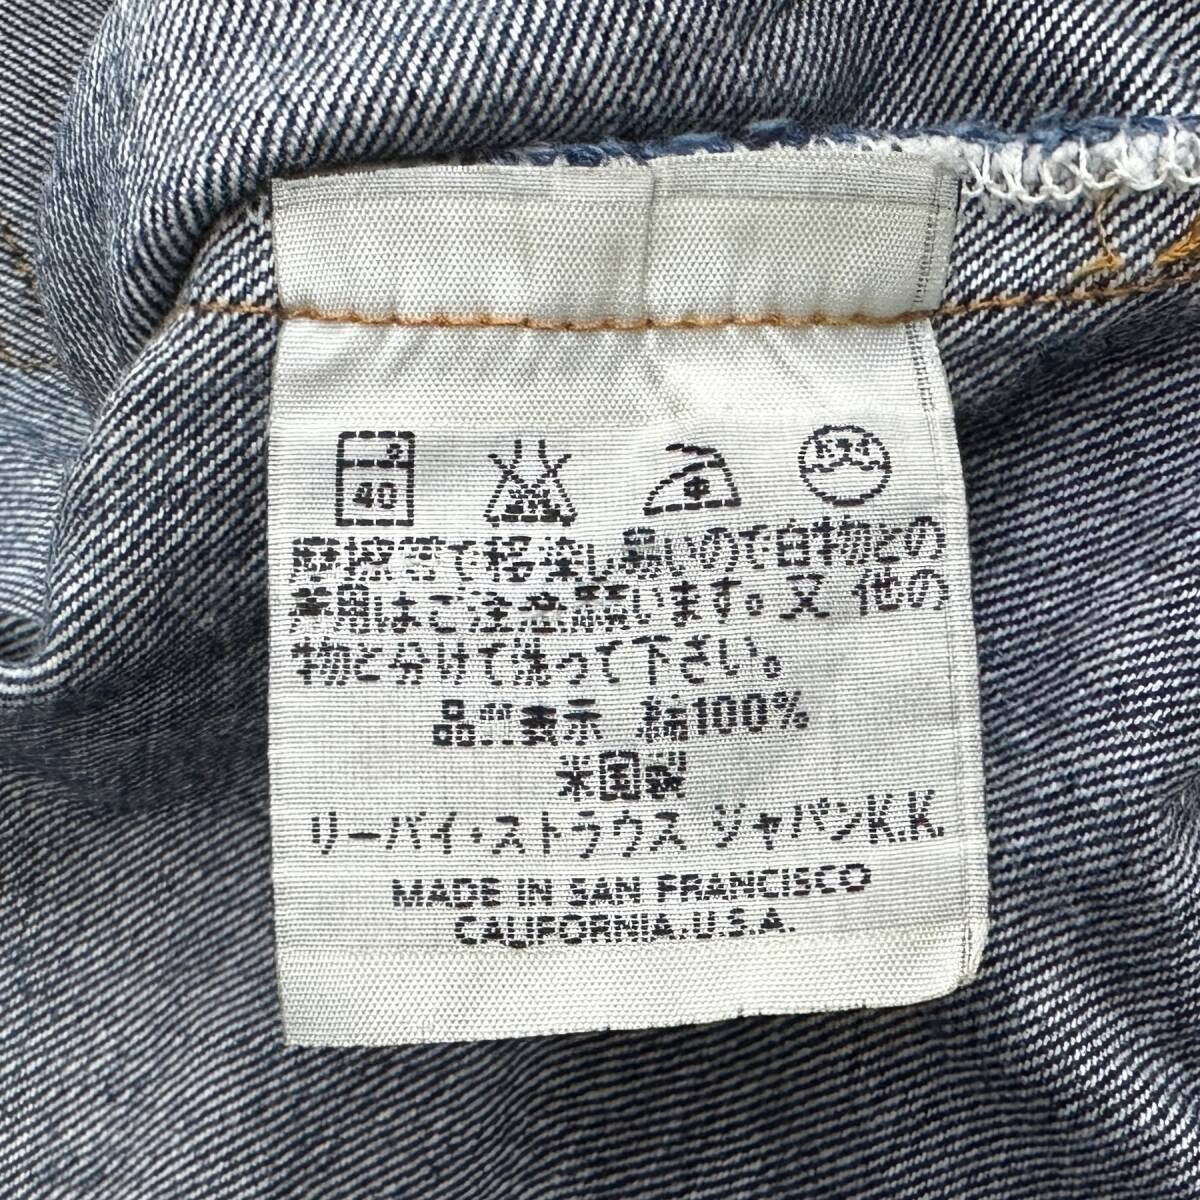 40
摩擦等で移染し易いので白物との
兼用はご注意願います。又 他の
物と分けて洗って下さい。
品質表示 綿100%
米国製
リーバイ・ストラウス ジャパンK.K.
MADE IN SAN FRANCISCO
CALIFORNIA.U.S.A.